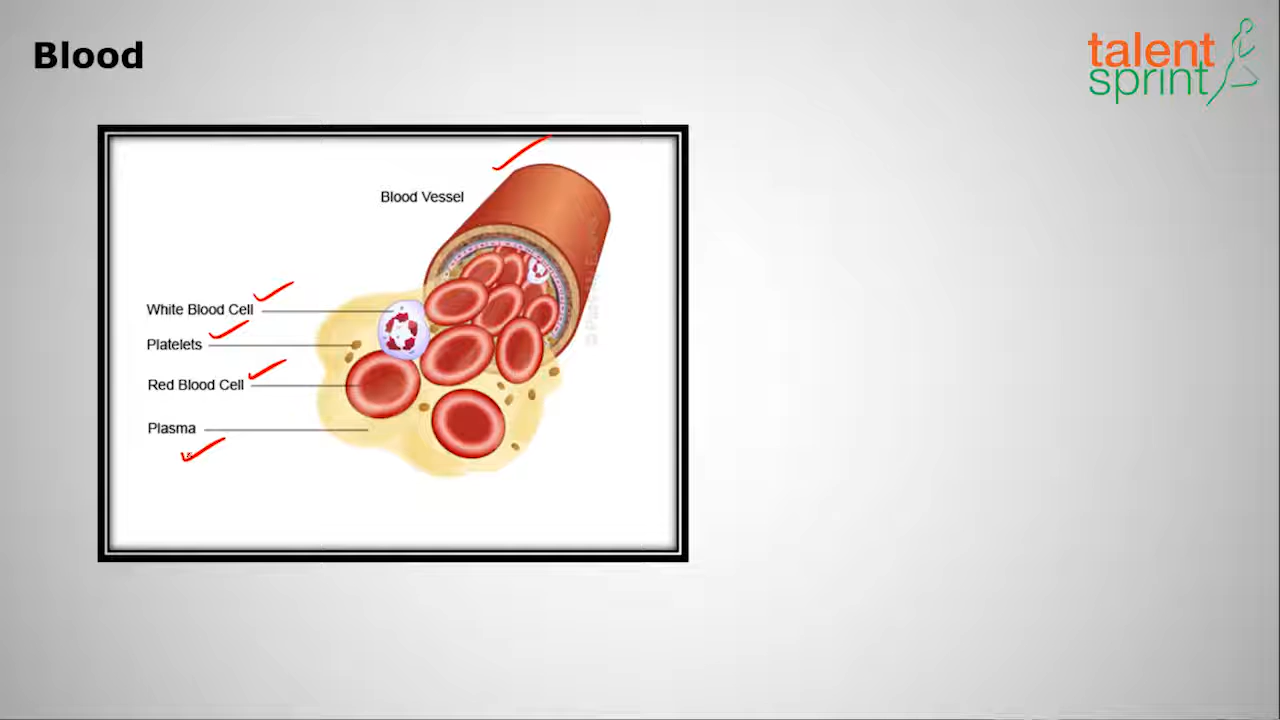 Blood
talent
sprint
Blood Vessel
White Blood Cell
Platelets
Red Blood Cell
Plasma